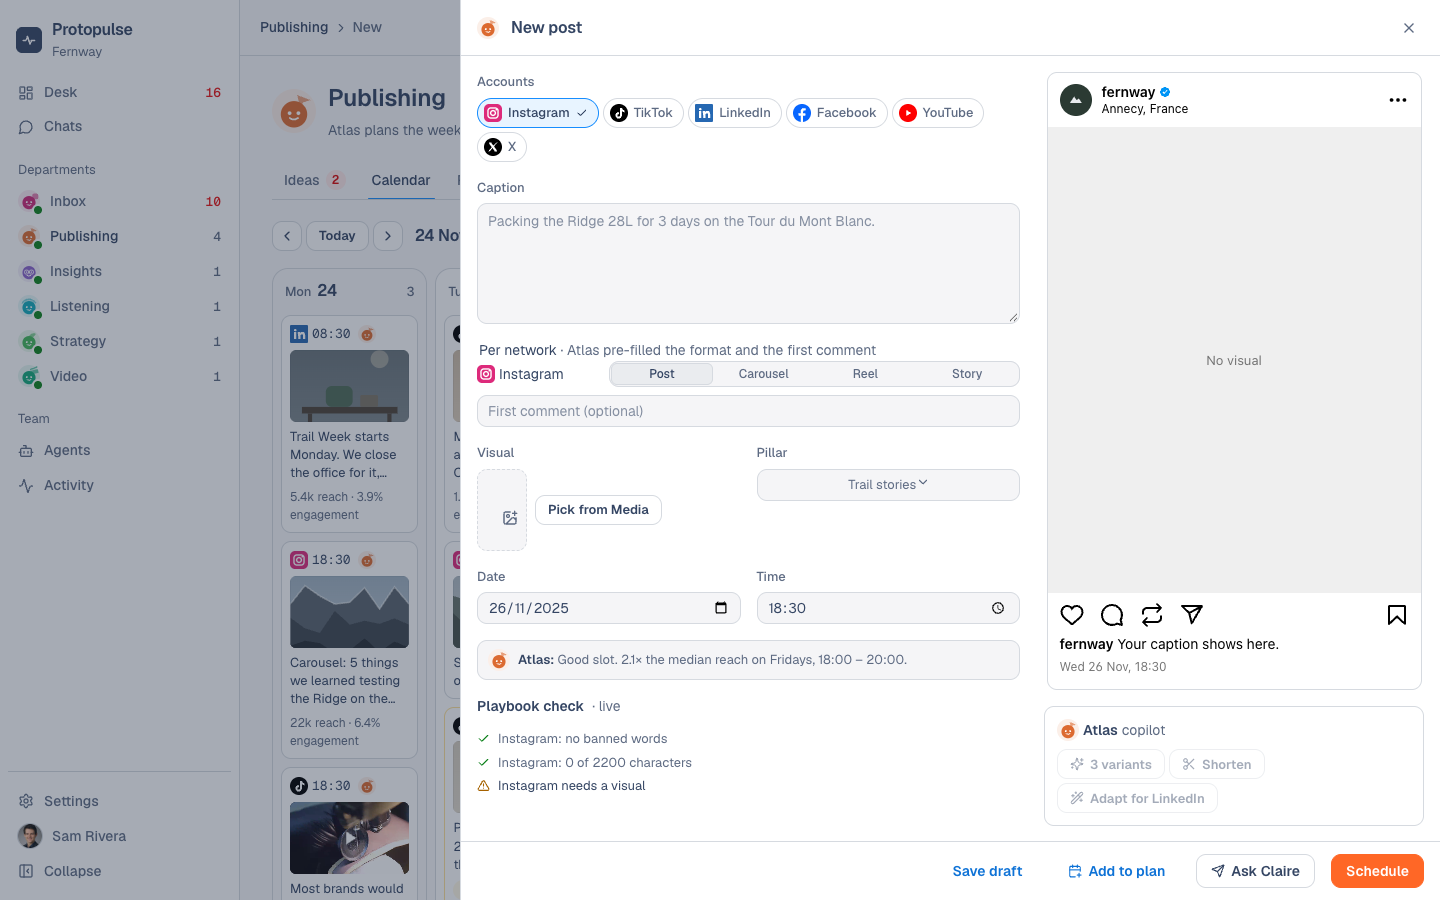 Protopulse
Fernway
Desk 16
Chats
Departments
Inbox 10
Publishing 4
Insights 1
Listening 1
Strategy 1
Video 1
Team
Agents
Activity
Settings
Sam Rivera
Collapse
Publishing > New
Publishing
Atlas plans the week
Ideas 2 Calendar
Today
24 No
Mon 24 3
08:30
Trail Week starts
Monday. We close
the office for it,...
5.4k reach · 3.9%
engagement
18:30
Carousel: 5 things
we learned testing
the Ridge on the...
22k reach · 6.4%
engagement
18:30
Most brands would
New post
Accounts
Instagram
TikTok
LinkedIn
Facebook
YouTube
X
Caption
Packing the Ridge 28L for 3 days on the Tour du Mont Blanc.
Per network · Atlas pre-filled the format and the first comment
Instagram Post Carousel Reel Story
First comment (optional)
Visual
Pick from Media
Pillar
Trail stories
Date
26/11/2025
Time
18:30
Atlas: Good slot. 2.1× the median reach on Fridays, 18:00 – 20:00.
Playbook check · live
Instagram: no banned words
Instagram: 0 of 2200 characters
Instagram needs a visual
fernway
Annecy, France
No visual
fernway Your caption shows here.
Wed 26 Nov, 18:30
Atlas copilot
3 variants
Shorten
Adapt for LinkedIn
Save draft
Add to plan
Ask Claire
Schedule